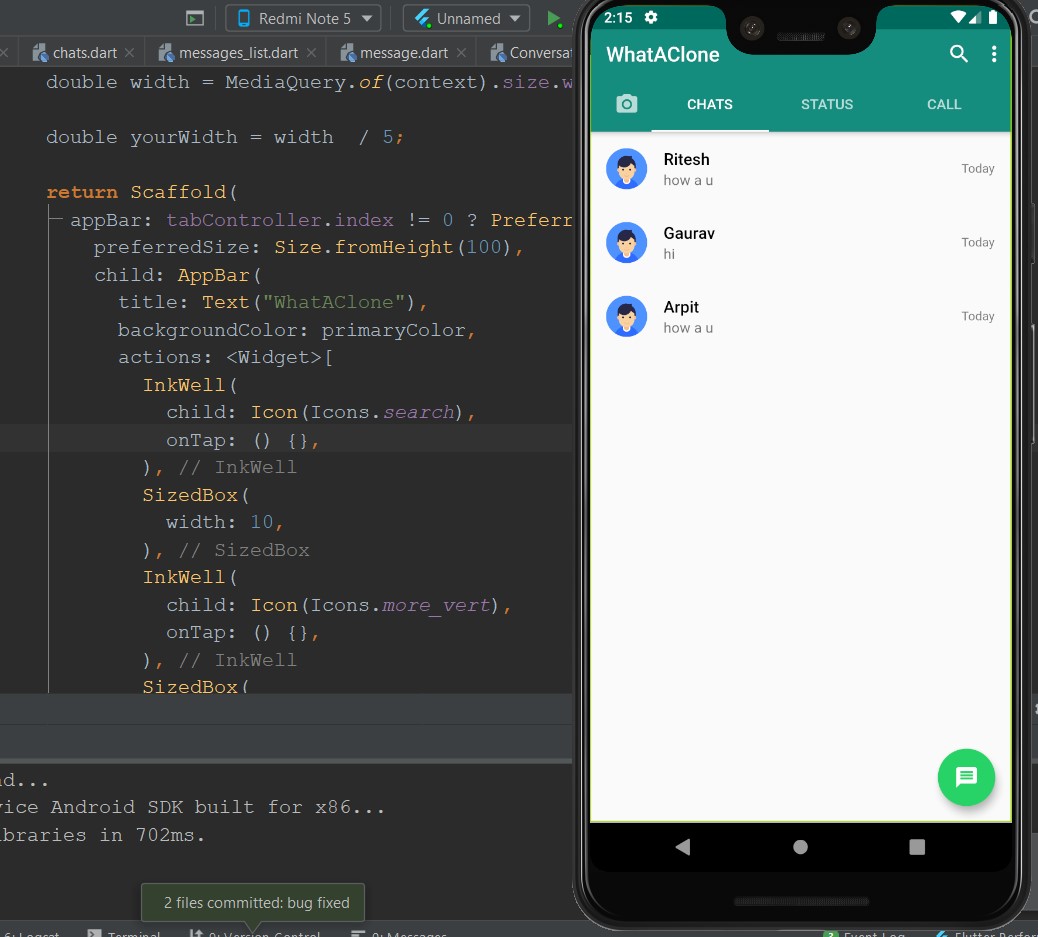 Redmi Note 5
Unnamed
chats.dart
messages_list.dart
message.dart
double width = MediaQuery.of(context).size.w
double yourWidth = width  / 5;
return Scaffold(
appBar: tabController.index != 0 ? Preferr
preferredSize: Size.fromHeight(100),
child: AppBar(
title: Text("WhatAClone"),
backgroundColor: primaryColor,
actions: <Widget>[
InkWell(
child: Icon(Icons.search),
onTap: () {},
), // InkWell
SizedBox(
width: 10,
), // SizedBox
InkWell(
child: Icon(Icons.more_vert),
onTap: () {},
), // InkWell
SizedBox(
nd...
vice Android SDK built for x86...
ibraries in 702ms.
2 files committed: bug fixed
6: Logcat
Terminal
9: Version Control
0: Messages
2:15
WhatAClone
CHATS
STATUS
CALL
Ritesh
how a u
Today
Gaurav
hi
Today
Arpit
how a u
Today
Event Log
Flutter Perfor